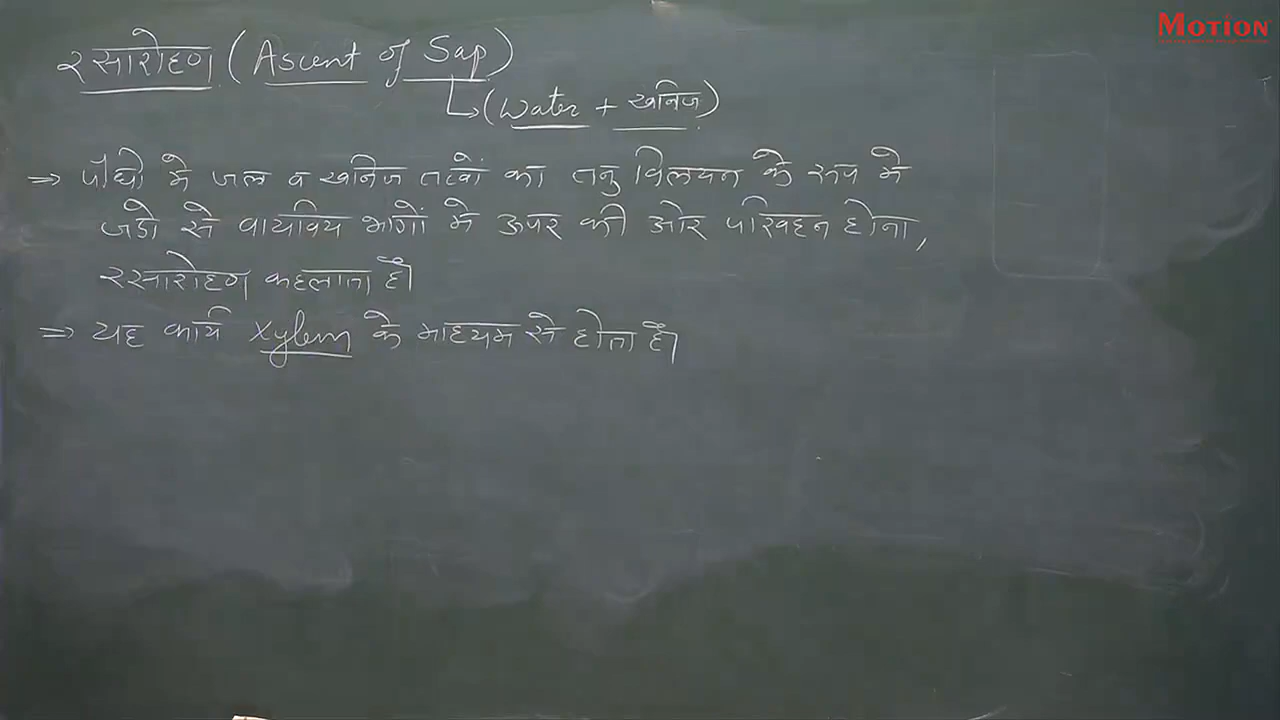 MOTION
रसारोहण (Ascent of Sap)
↳ (Water + खनिज)
⇒ पौधों में जल व खनिज तत्वों का तनु विलयन के रूप में
जडो से वायविय भागों में ऊपर की ओर परिवहन होना,
रसारोहण कहलाता है।
⇒ यह कार्य Xylem के माध्यम से होता है।